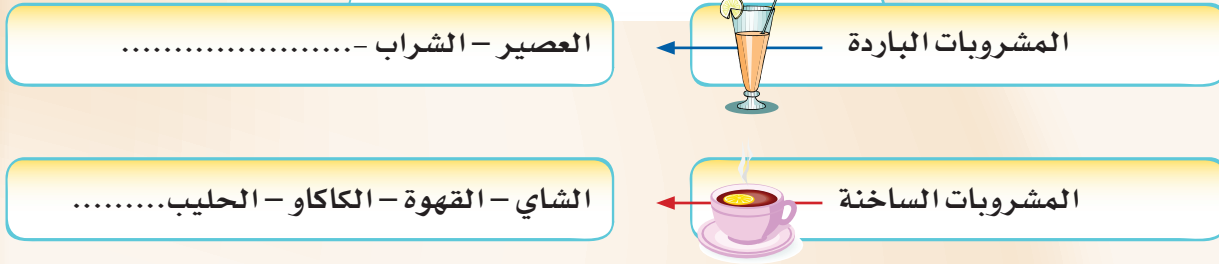 المشروبات الباردة
العصير – الشراب -......................
المشروبات الساخنة
الشاي – القهوة – الكاكاو – الحليب.........